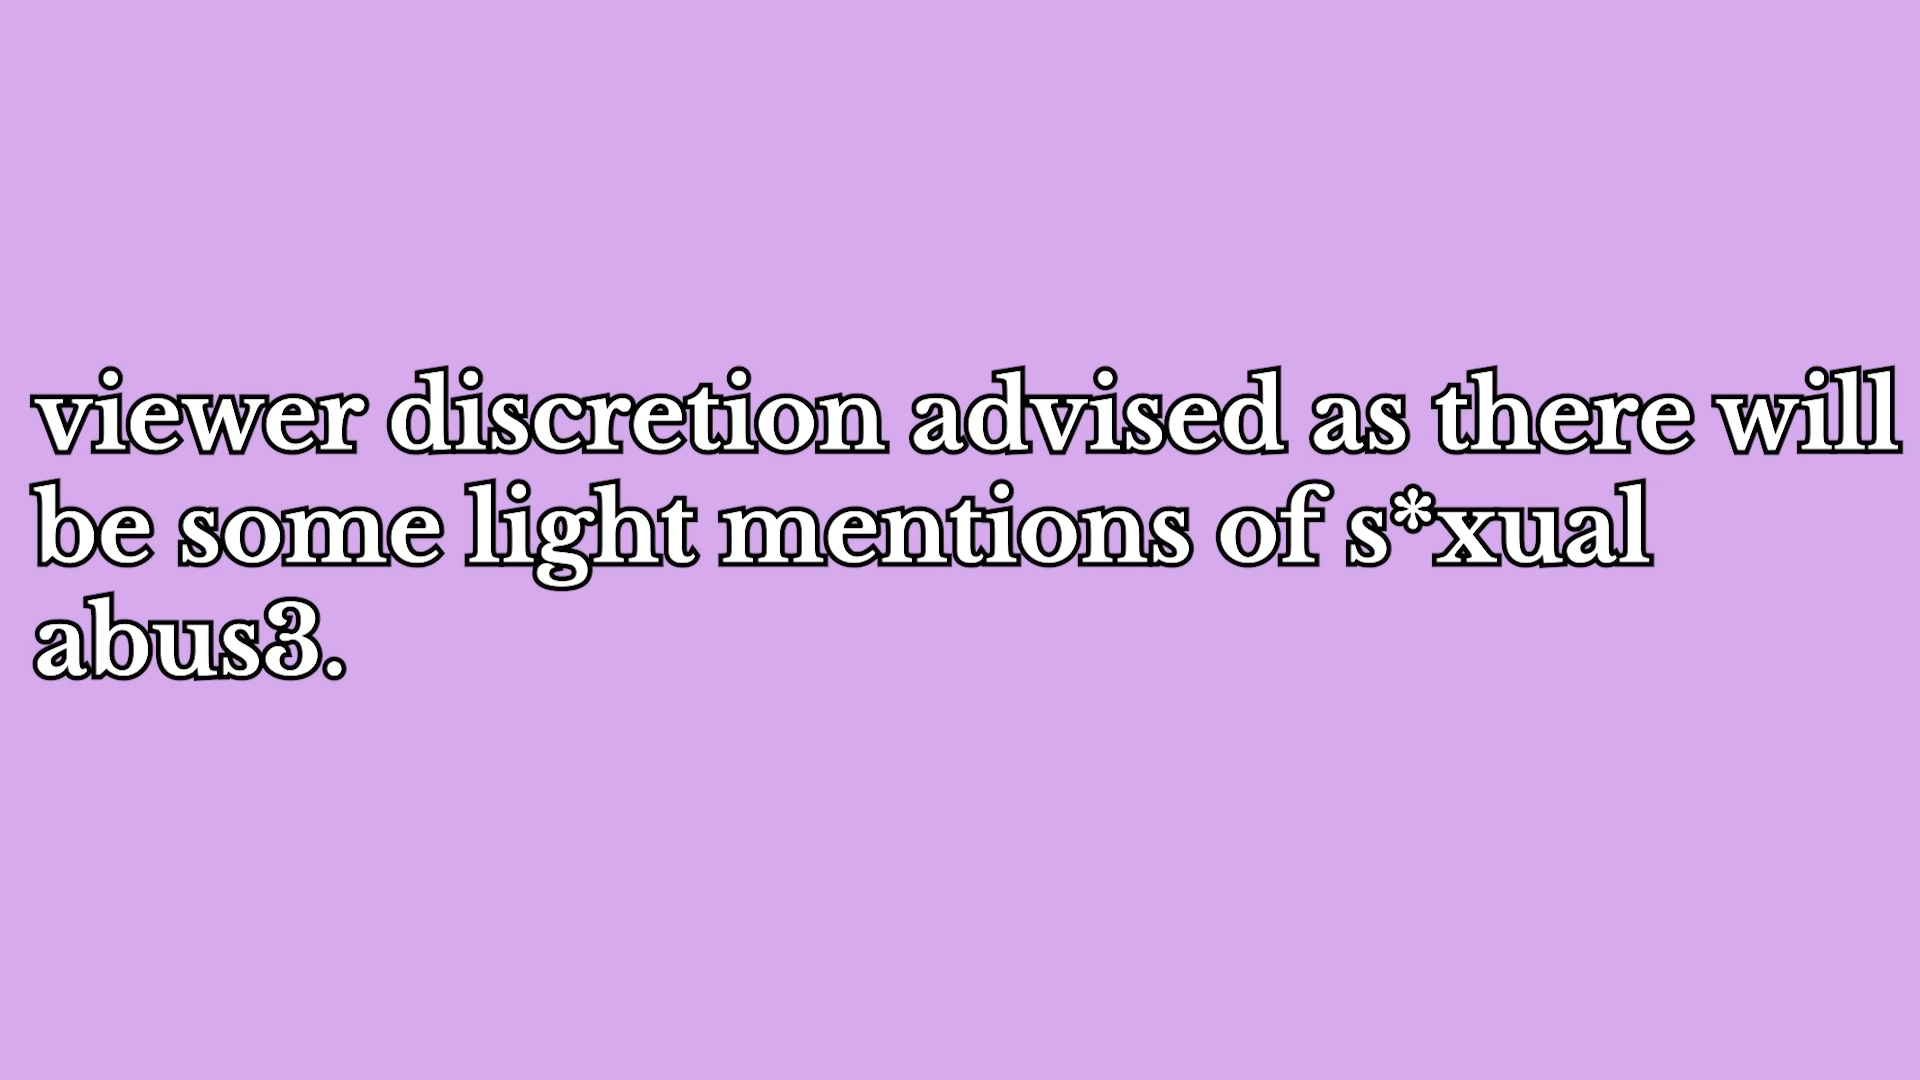 viewer discretion advised as there will
be some light mentions of s*xual
abus3.